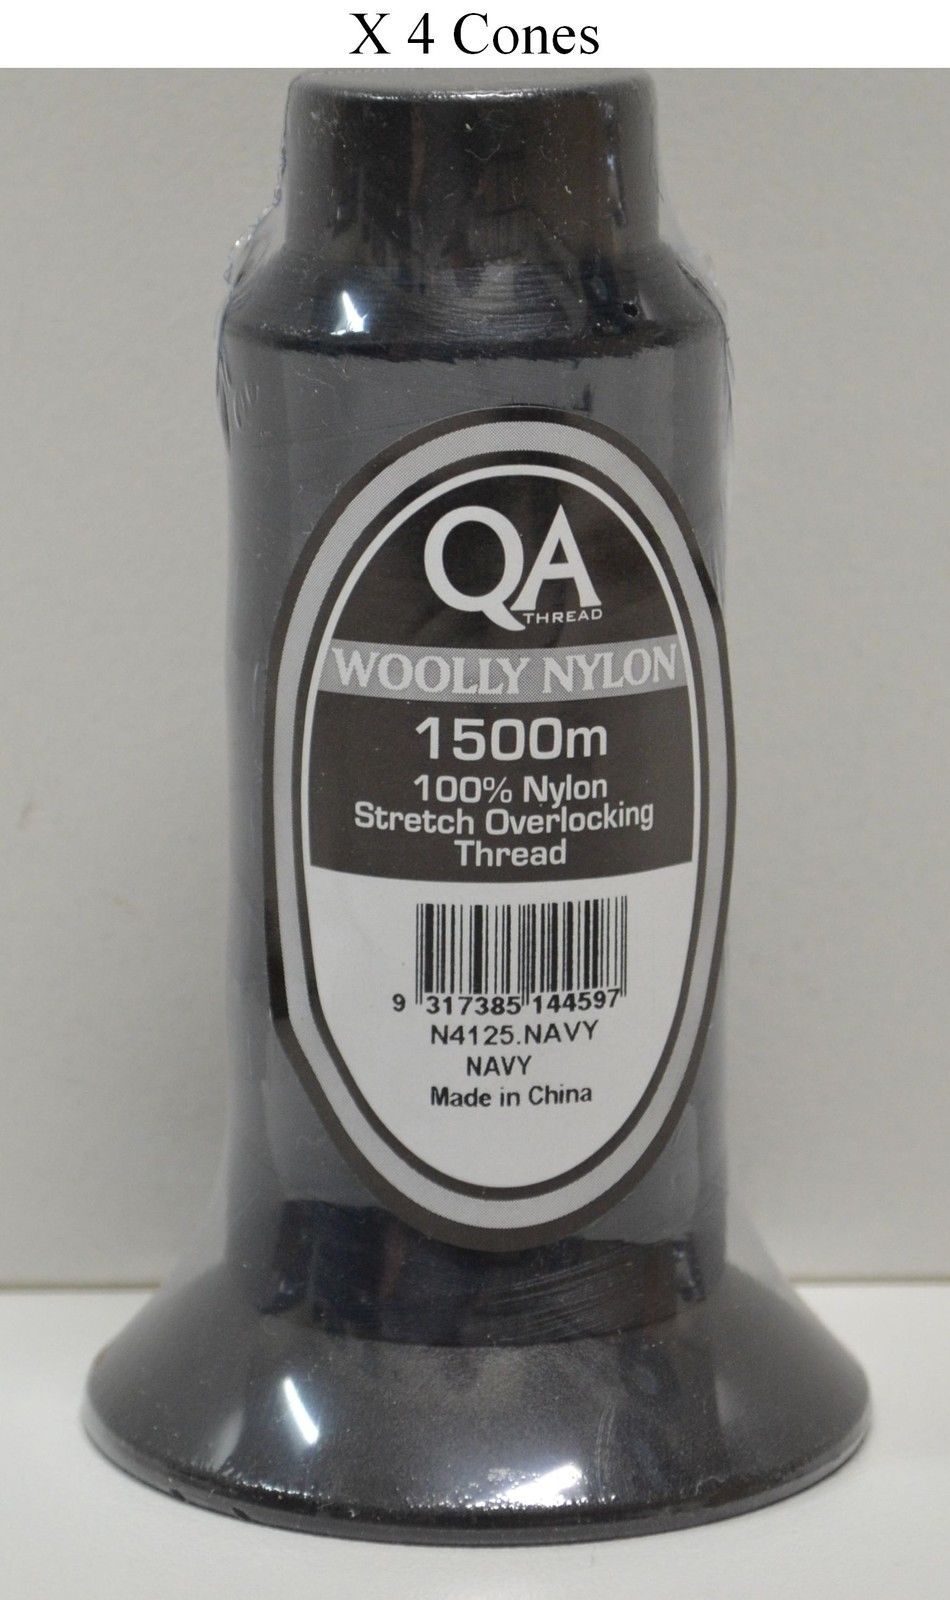 X 4 Cones
QA
THREAD
WOOLLY NYLON
1500m
100% Nylon
Stretch Overlocking
Thread
9 317385 144597
N4125.NAVY
NAVY
Made in China